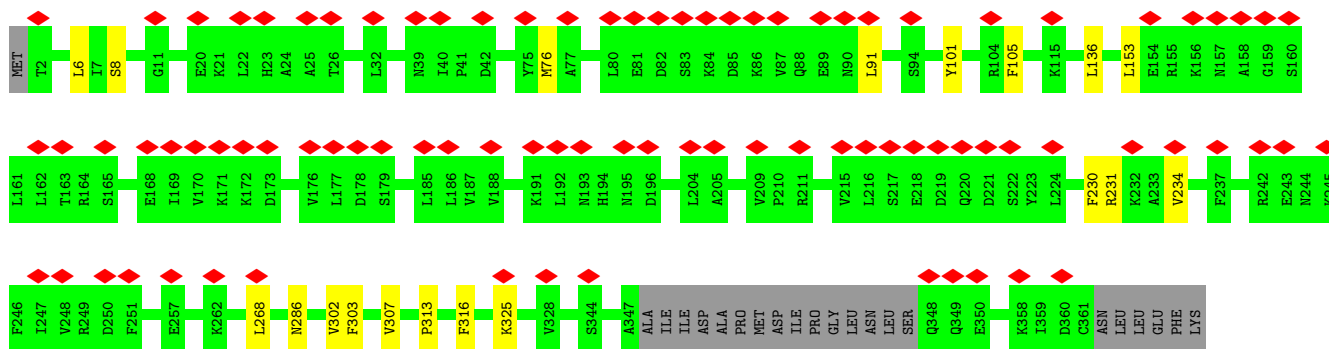 MET T2 L6 I7 S8 G11 E20 K21 L22 H23 A24 A25 T26 L32 N39 I40 P41 D42 Y75 M76 A77 L80 E81 D82 S83 K84 D85 K86 V87 Q88 E89 N90 L91 S94 Y101 R104 F105 K115 L136 L153 E154 R155 K156 N157 A158 G159 S160
L161 L162 T163 R164 S165 E168 I169 V170 K171 K172 D173 V176 L177 D178 S179 L185 L186 V187 V188 K191 L192 N193 H194 N195 D196 L204 A205 V209 P210 R211 V215 L216 S217 E218 D219 Q220 D221 S222 Y223 L224 F230 R231 K232 A233 V234 F237 R242 E243 N244 K245
F246 I247 V248 R249 D250 F251 E257 K262 L268 N286 V302 F303 V307 P313 F316 K325 V328 S344 A347 ALA ILE ILE ASP ALA PRO MET ASP ILE PRO GLY LEU ASN LEU SER Q348 Q349 E350 K358 I359 D360 C361 ASN LEU LEU GLU PHE LYS